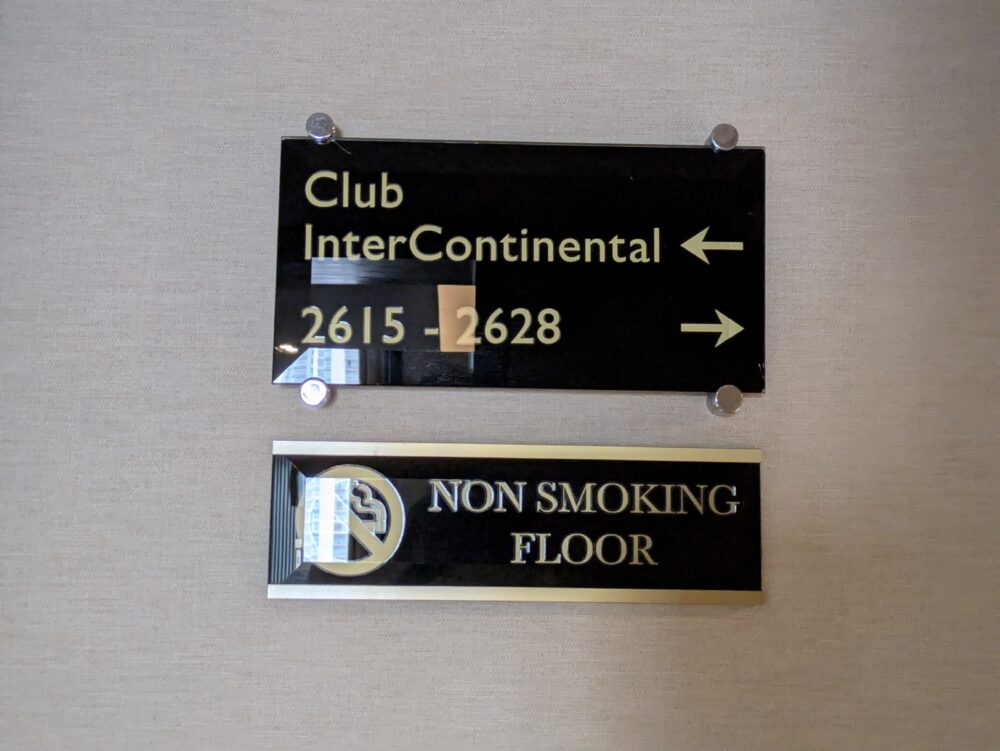 Club
InterContinental ←
2615 - 2628 →
NON SMOKING
FLOOR